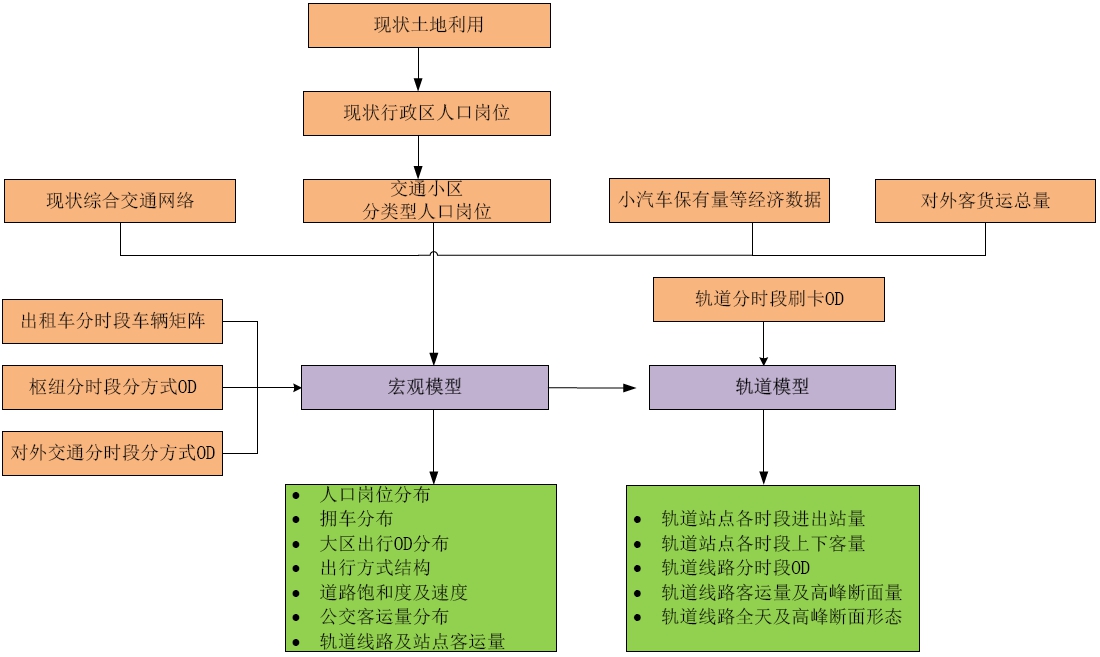 现状土地利用
现状行政区人口岗位
现状综合交通网络
交通小区
分类型人口岗位
小汽车保有量等经济数据
对外客货运总量
轨道分时段刷卡OD
出租车分时段车辆矩阵
枢纽分时段分方式OD
对外交通分时段分方式OD
宏观模型
轨道模型
● 人口岗位分布
● 拥车分布
● 大区出行OD分布
● 出行方式结构
● 道路饱和度及速度
● 公交客运量分布
● 轨道线路及站点客运量
● 轨道站点各时段进出站量
● 轨道站点各时段上下客量
● 轨道线路分时段OD
● 轨道线路客运量及高峰断面量
● 轨道线路全天及高峰断面形态